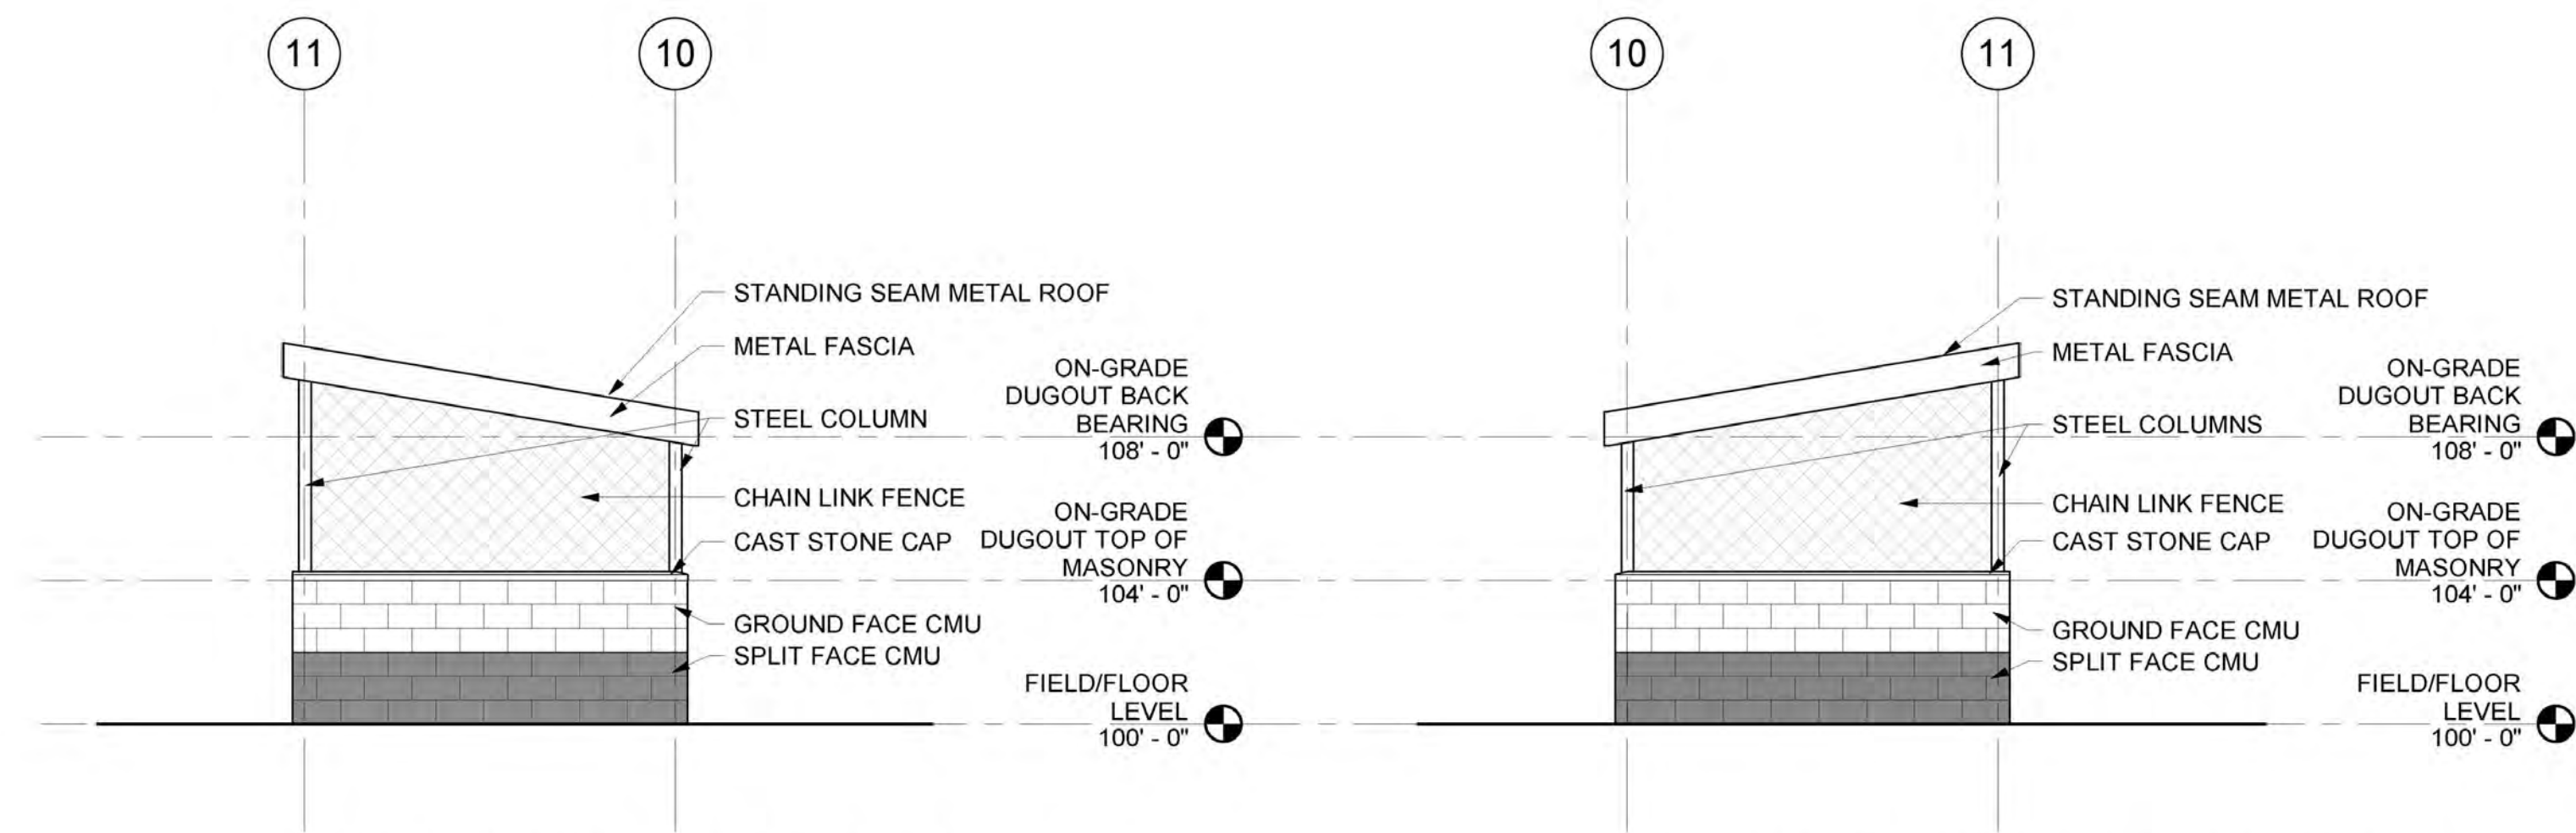 11
10
STANDING SEAM METAL ROOF
METAL FASCIA
STEEL COLUMN
CHAIN LINK FENCE
CAST STONE CAP
GROUND FACE CMU
SPLIT FACE CMU
ON-GRADE
DUGOUT BACK
BEARING
108' - 0"
ON-GRADE
DUGOUT TOP OF
MASONRY
104' - 0"
FIELD/FLOOR
LEVEL
100' - 0"
10
11
STANDING SEAM METAL ROOF
METAL FASCIA
STEEL COLUMNS
CHAIN LINK FENCE
CAST STONE CAP
GROUND FACE CMU
SPLIT FACE CMU
ON-GRADE
DUGOUT BACK
BEARING
108' - 0"
ON-GRADE
DUGOUT TOP OF
MASONRY
104' - 0"
FIELD/FLOOR
LEVEL
100' - 0"